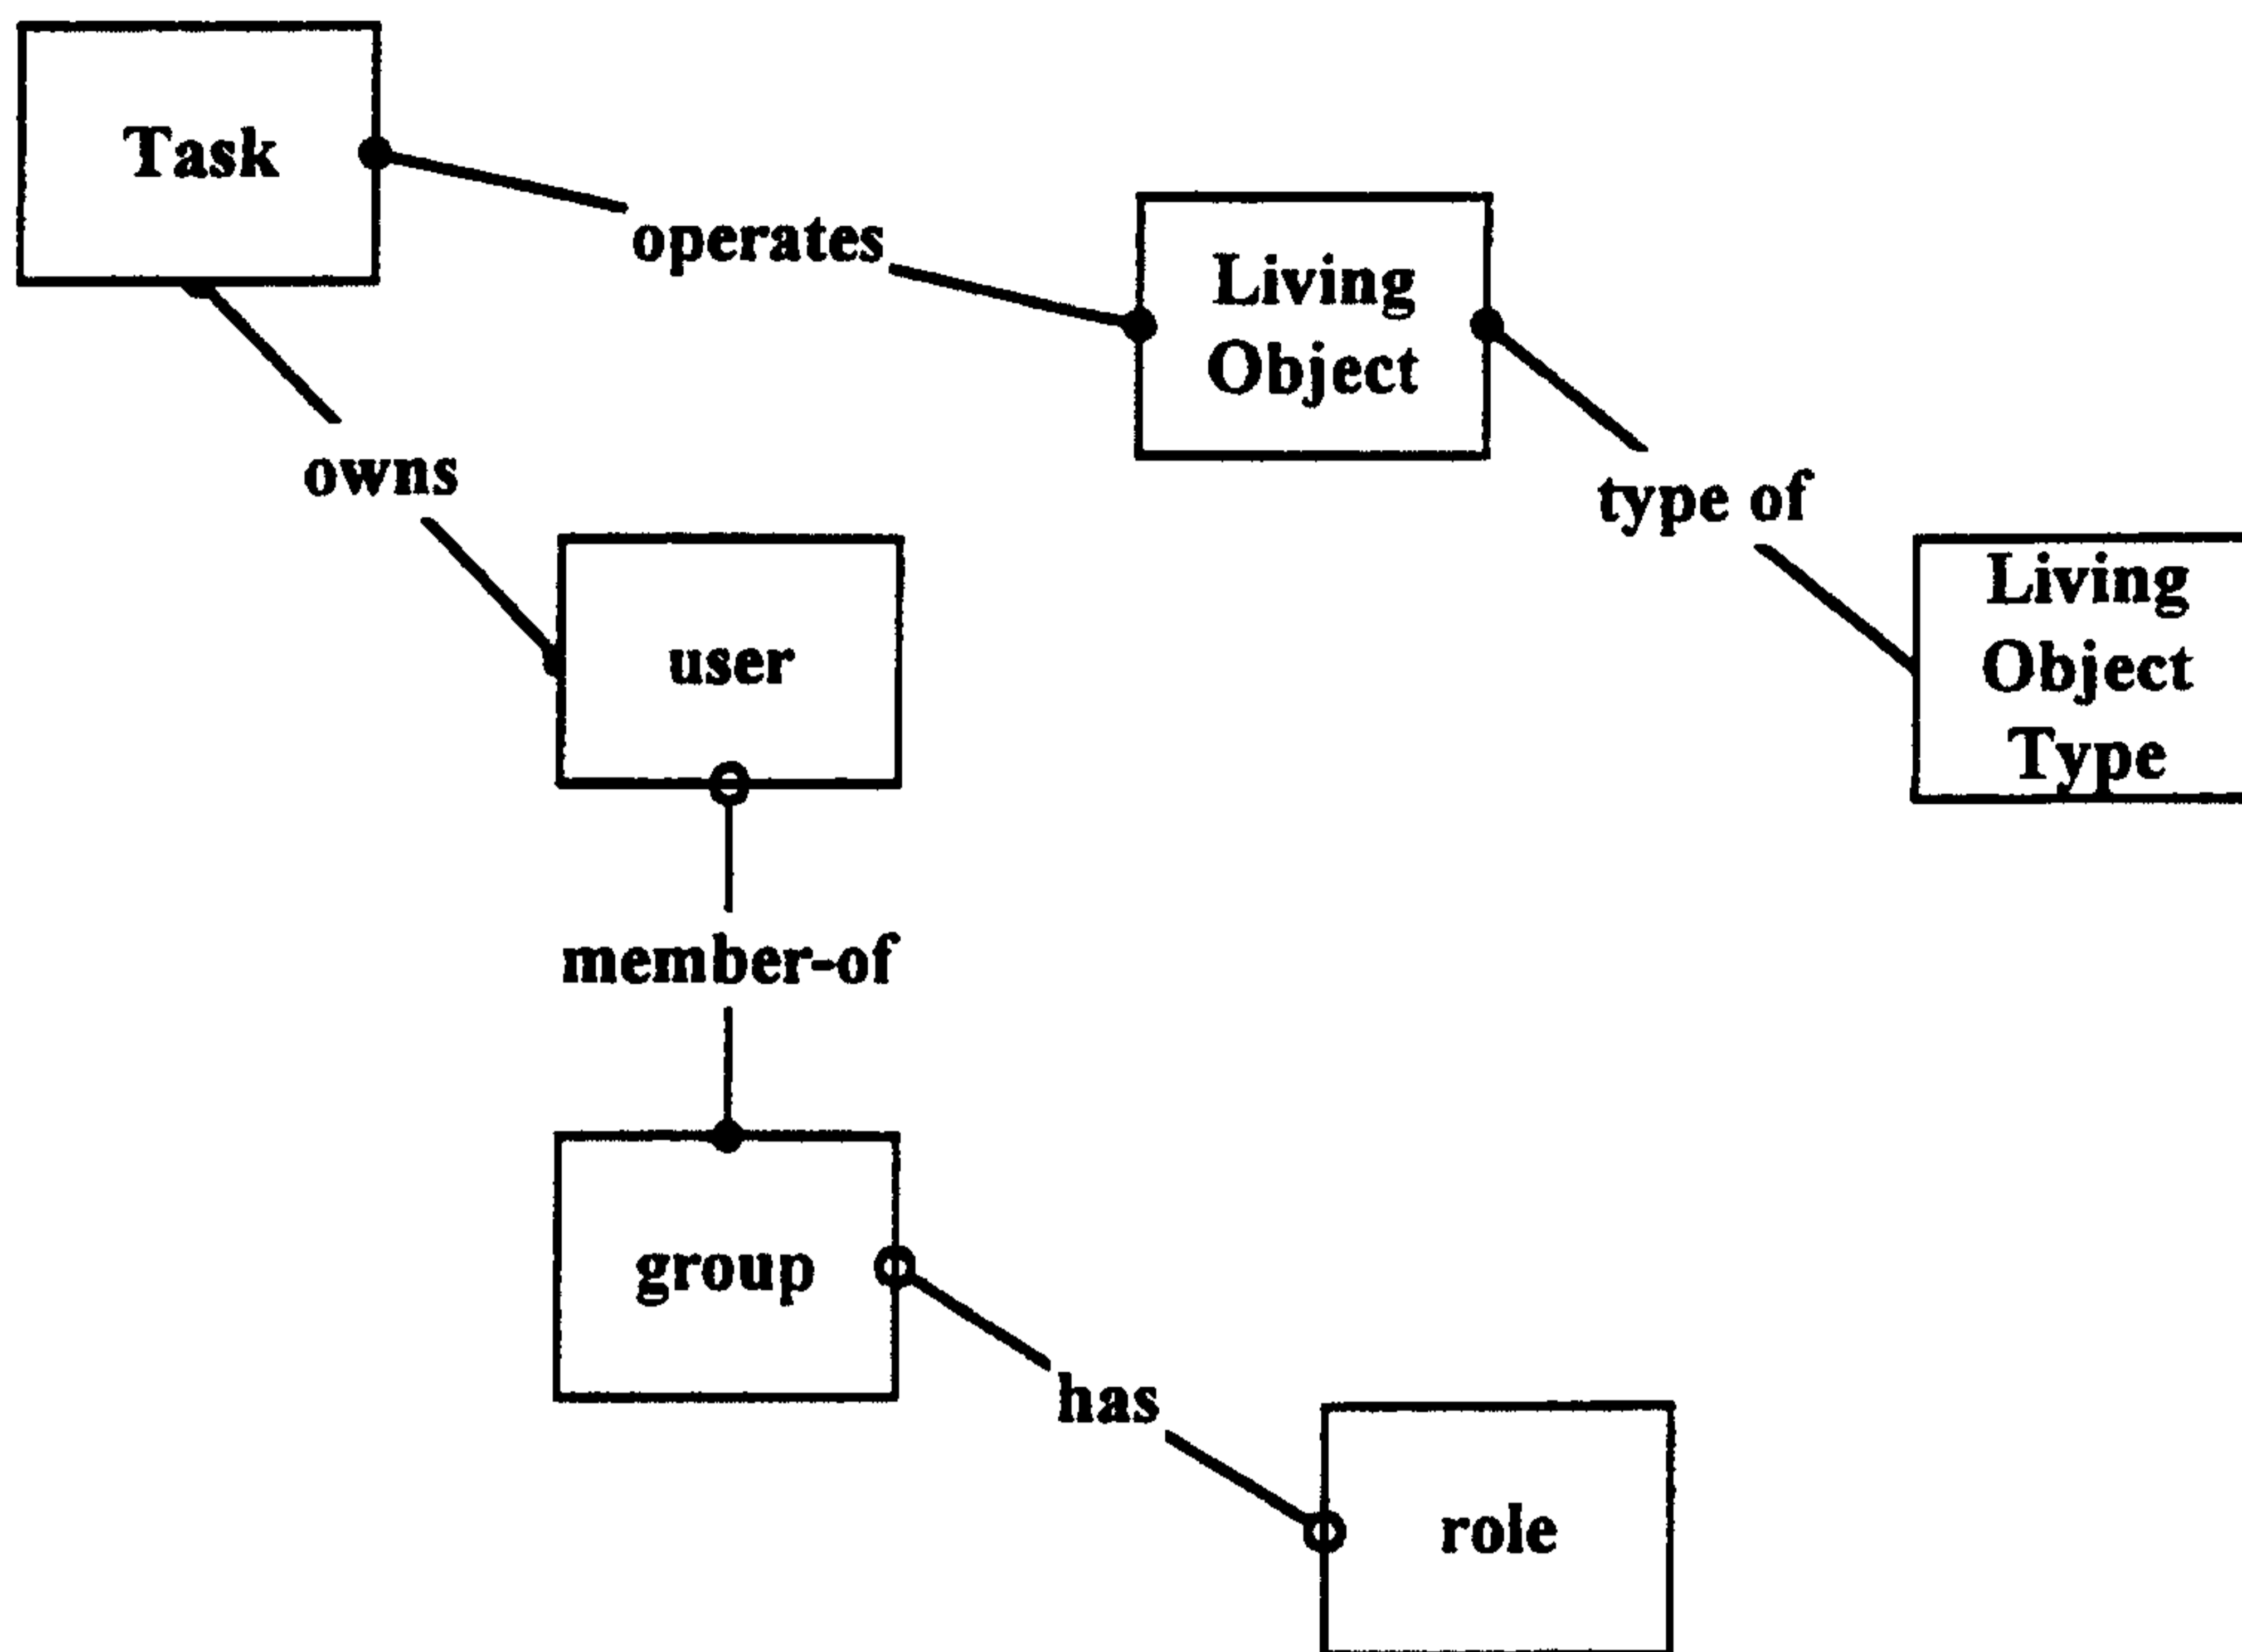 Task
operates
Living
Object
owns
type of
user
Living
Object
Type
member-of
group
has
role